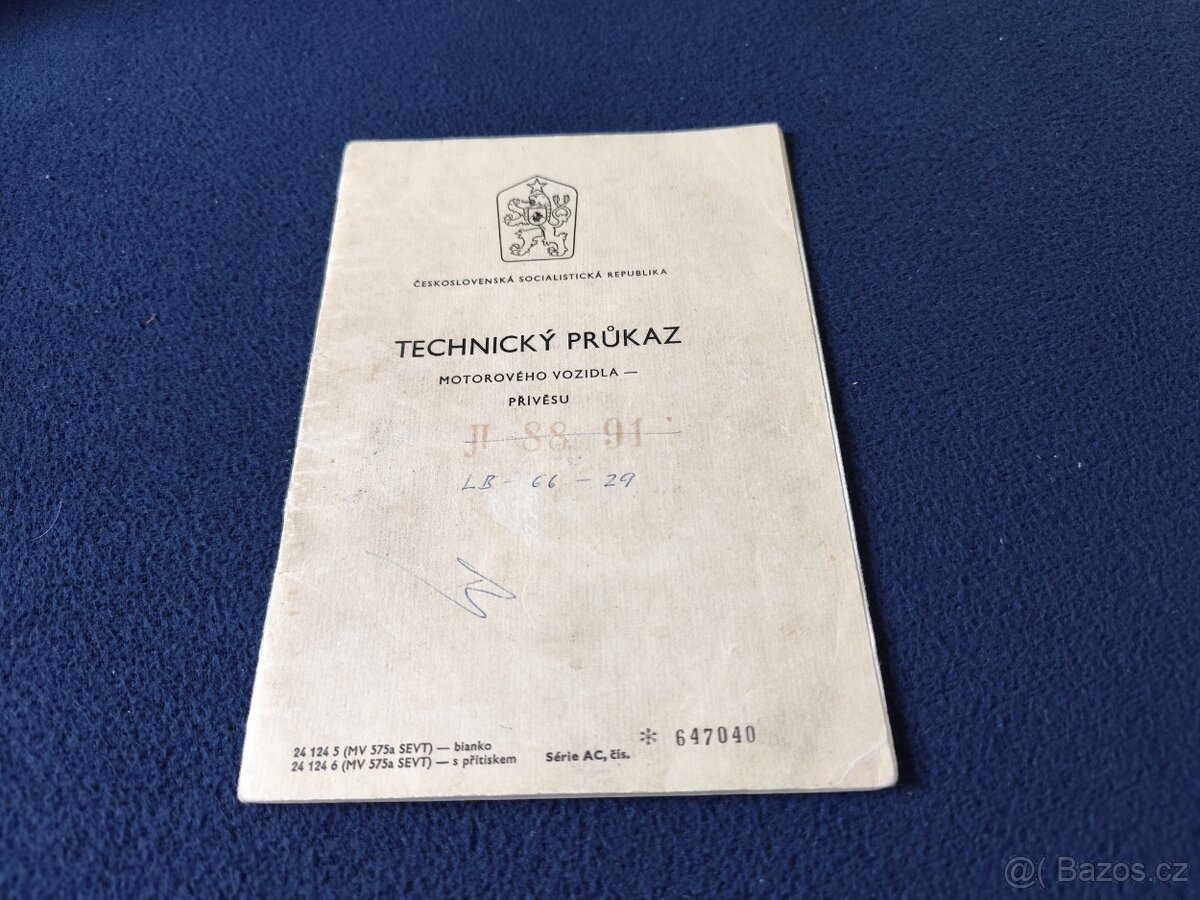 ČESKOSLOVENSKÁ SOCIALISTICKÁ REPUBLIKA
TECHNICKÝ PRŮKAZ
MOTOROVÉHO VOZIDLA —
PŘÍVĚSU
88 91
LB - 66 - 29
24 124 5 (MV 575a SEVT) — bianko
24 124 6 (MV 575a SEVT) — s přítiskem
Série AC, čís. * 647040
@( Bazos.cz